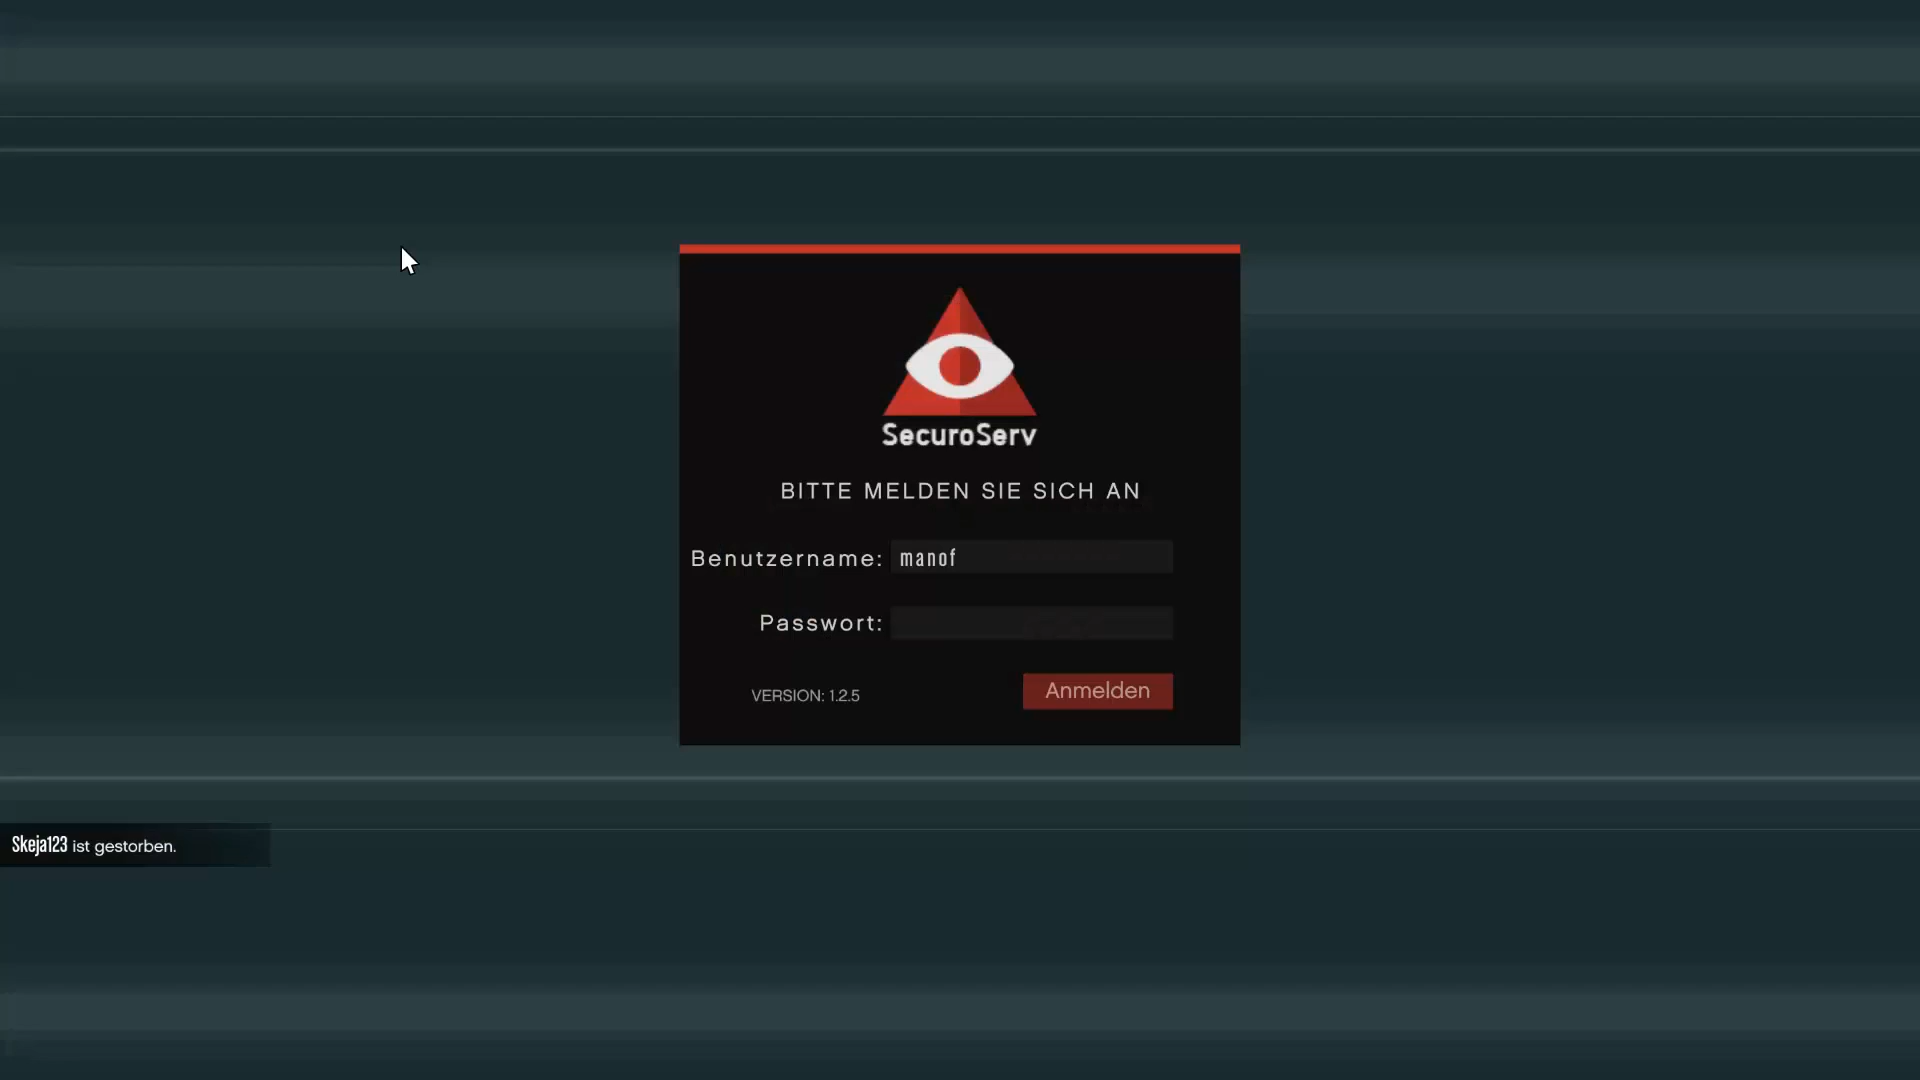 SecuroServ
BITTE MELDEN SIE SICH AN
Benutzername: manof
Passwort:
VERSION: 1.2.5
Anmelden
Skeja123 ist gestorben.